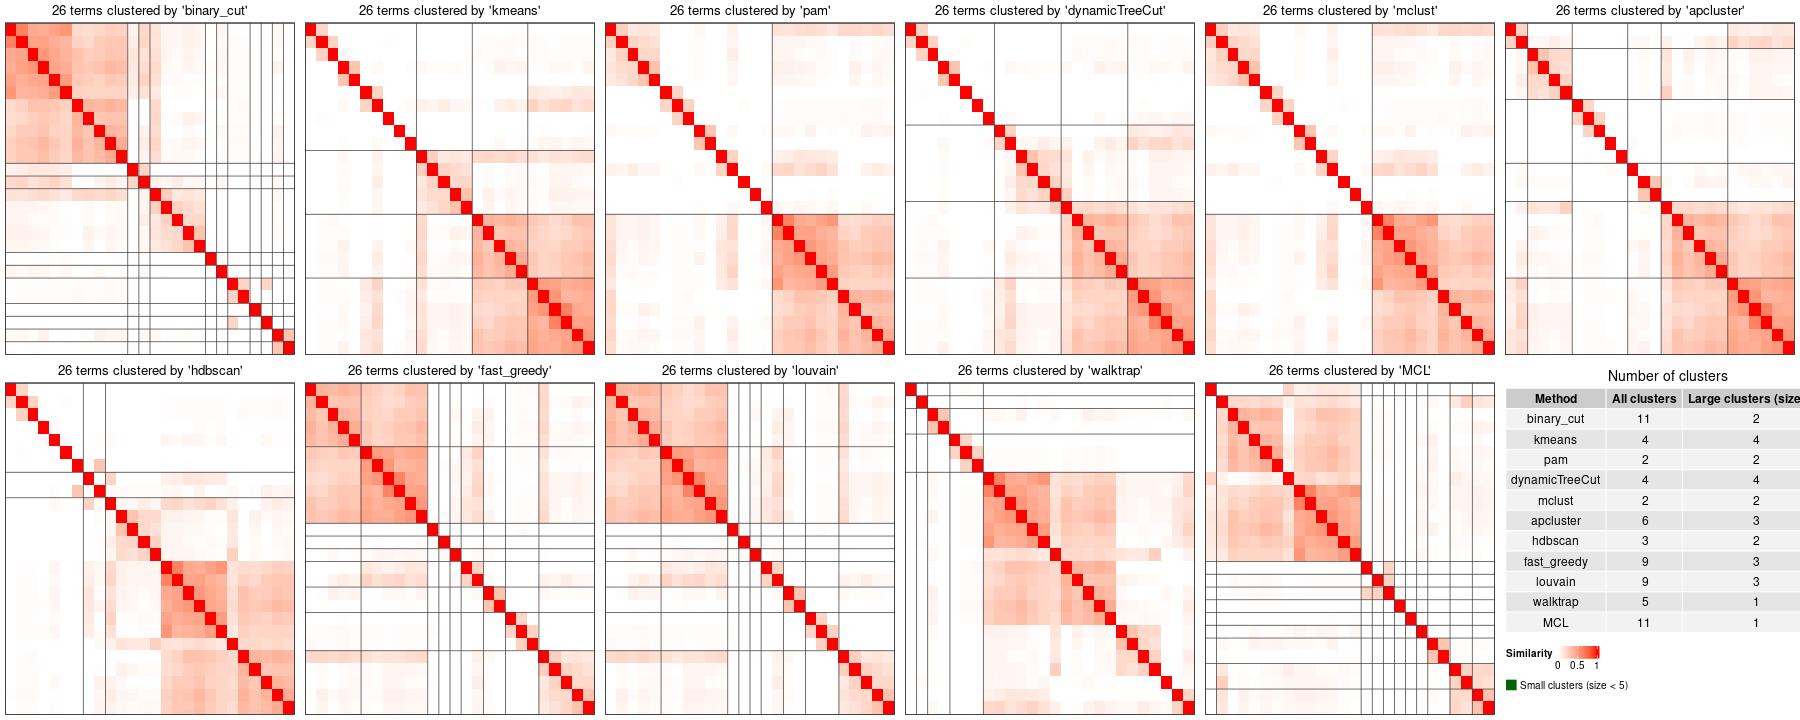 26 terms clustered by 'binary_cut'
26 terms clustered by 'kmeans'
26 terms clustered by 'pam'
26 terms clustered by 'dynamicTreeCut'
26 terms clustered by 'mclust'
26 terms clustered by 'apcluster'
26 terms clustered by 'hdbscan'
26 terms clustered by 'fast_greedy'
26 terms clustered by 'louvain'
26 terms clustered by 'walktrap'
26 terms clustered by 'MCL'
Number of clusters
Method All clusters Large clusters (size
binary_cut 11 2
kmeans 4 4
pam 2 2
dynamicTreeCut 4 4
mclust 2 2
apcluster 6 3
hdbscan 3 2
fast_greedy 9 3
louvain 9 3
walktrap 5 1
MCL 11 1
Similarity
0 0.5 1
Small clusters (size < 5)